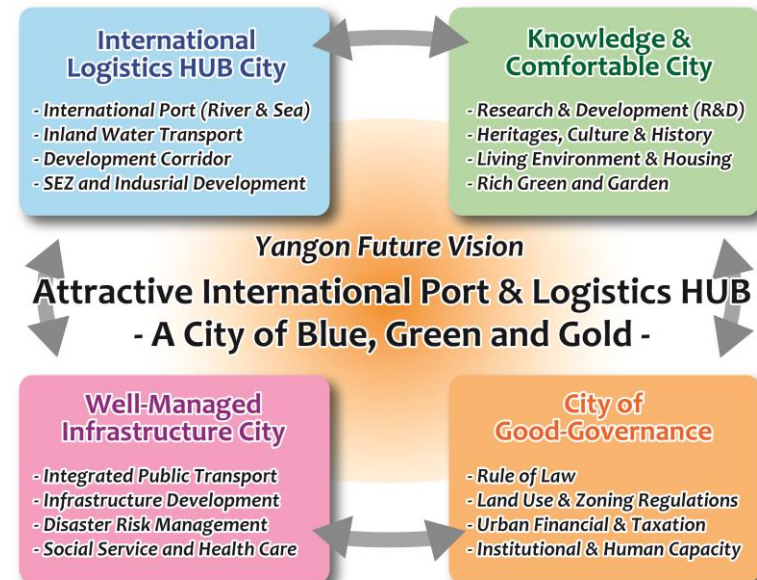 International
Logistics HUB City
- International Port (River & Sea)
- Inland Water Transport
- Development Corridor
- SEZ and Indusrial Development
Knowledge &
Comfortable City
- Research & Development (R&D)
- Heritages, Culture & History
- Living Environment & Housing
- Rich Green and Garden
Yangon Future Vision
Attractive International Port & Logistics HUB
- A City of Blue, Green and Gold -
Well-Managed
Infrastructure City
- Integrated Public Transport
- Infrastructure Development
- Disaster Risk Management
- Social Service and Health Care
City of
Good-Governance
- Rule of Law
- Land Use & Zoning Regulations
- Urban Financial & Taxation
- Institutional & Human Capacity